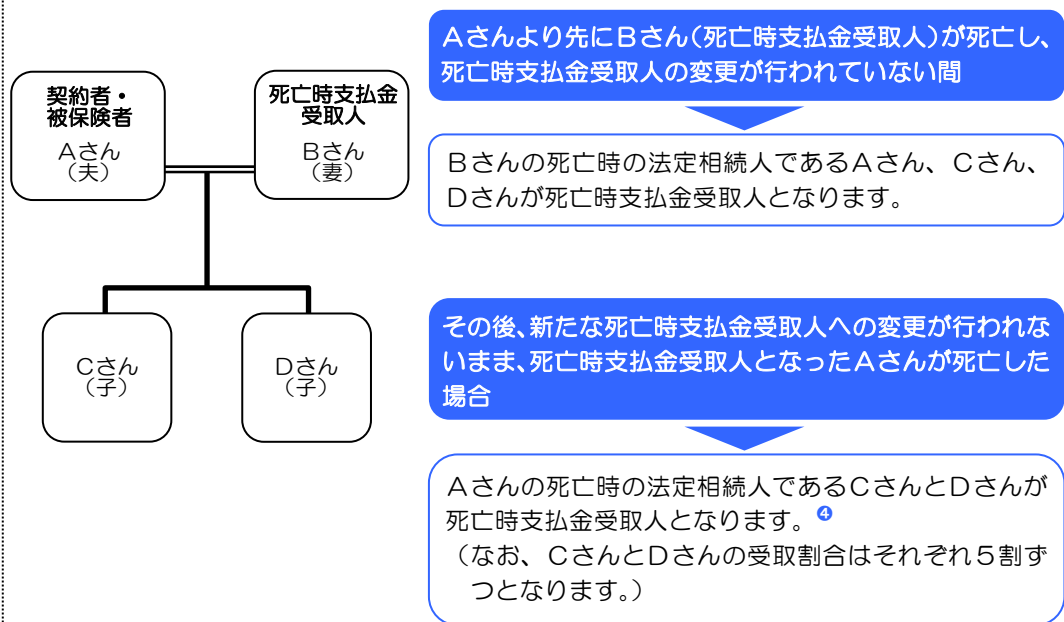 契約者・
被保険者
Aさん
（夫）
死亡時支払金
受取人
Bさん
（妻）
Cさん
（子）
Dさん
（子）
Aさんより先にBさん（死亡時支払金受取人）が死亡し、
死亡時支払金受取人の変更が行われていない間
Bさんの死亡時の法定相続人であるAさん、Cさん、
Dさんが死亡時支払金受取人となります。
その後、新たな死亡時支払金受取人への変更が行われな
いまま、死亡時支払金受取人となったAさんが死亡した
場合
Aさんの死亡時の法定相続人であるCさんとDさんが
死亡時支払金受取人となります。❹
（なお、CさんとDさんの受取割合はそれぞれ５割ず
つとなります。）